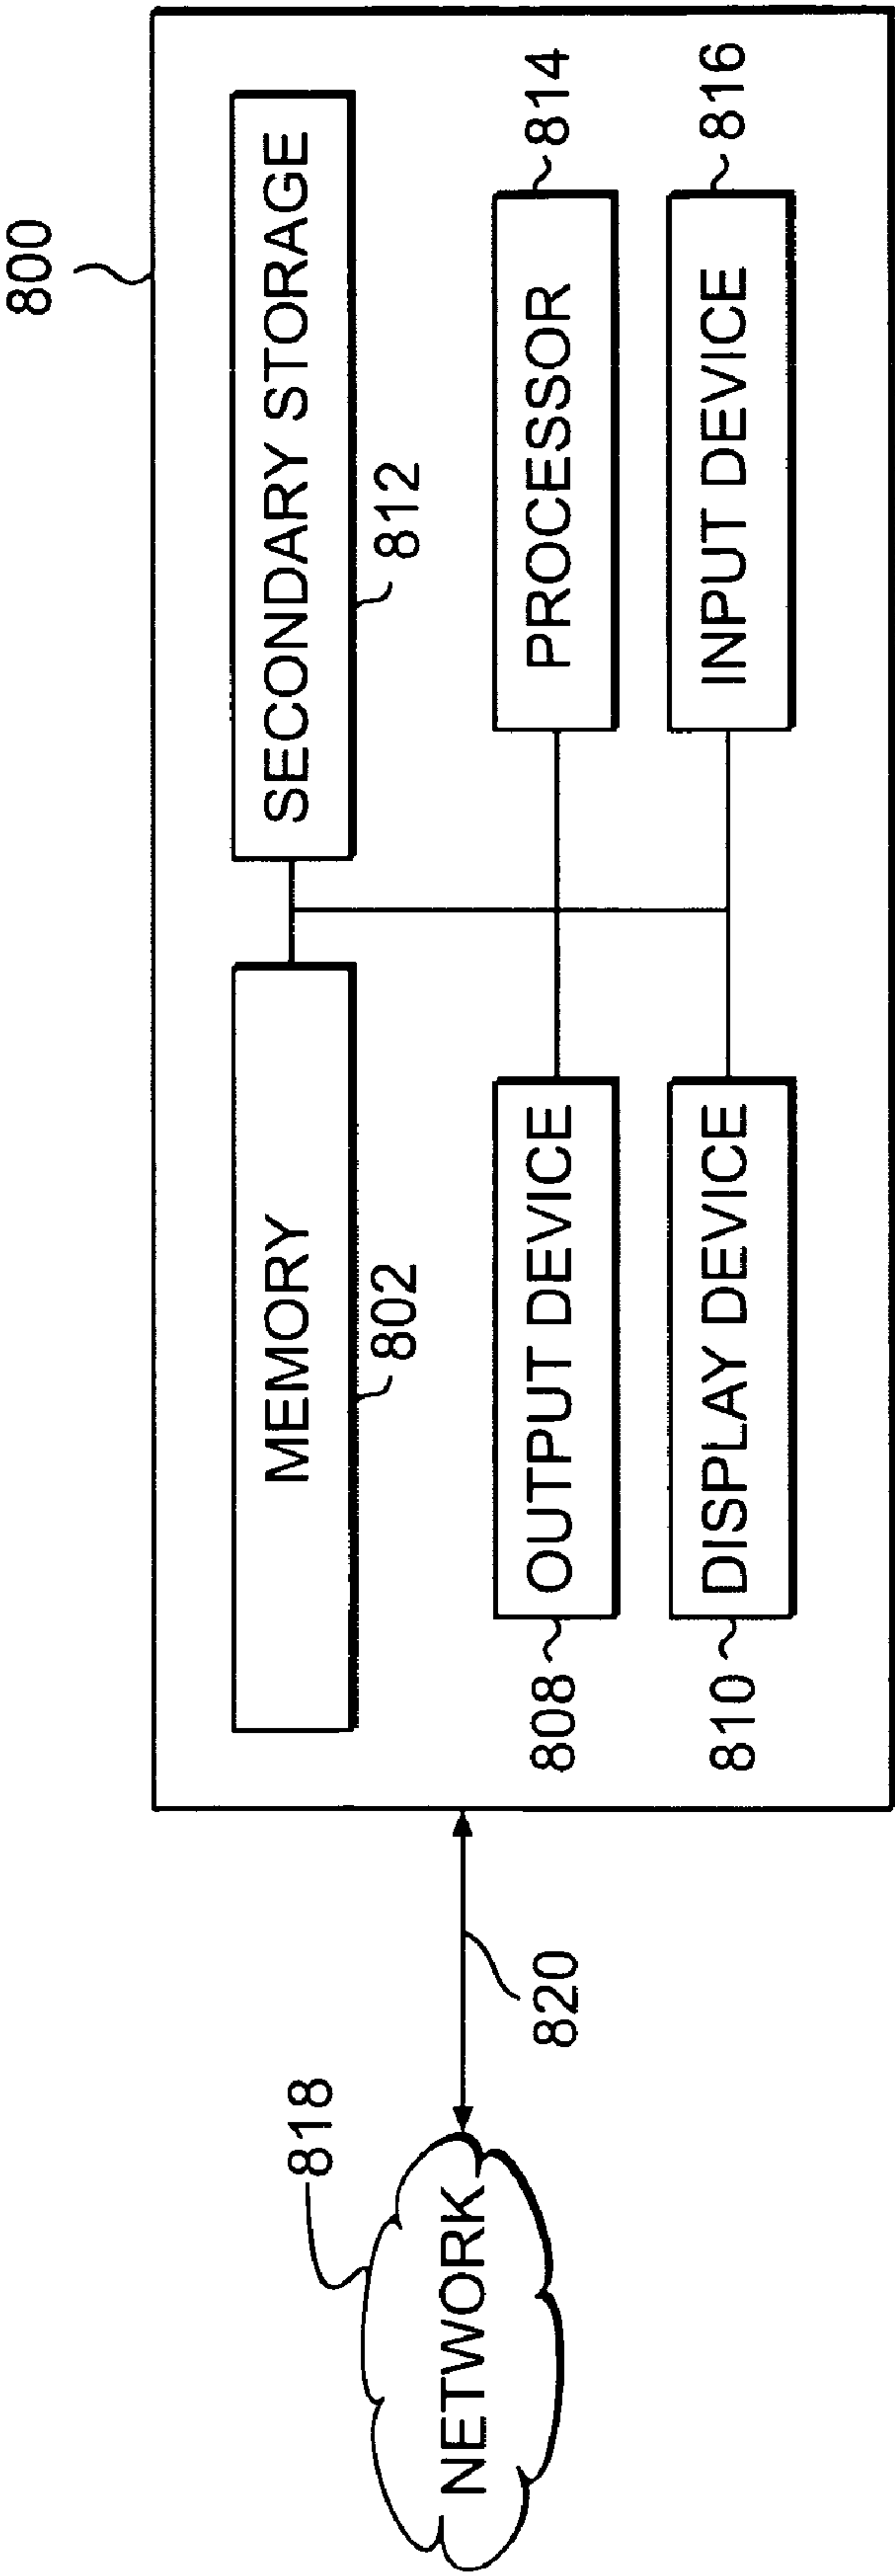 800
MEMORY
802
SECONDARY STORAGE
812
818
NETWORK
820
808
OUTPUT DEVICE
PROCESSOR
814
810
DISPLAY DEVICE
INPUT DEVICE
816